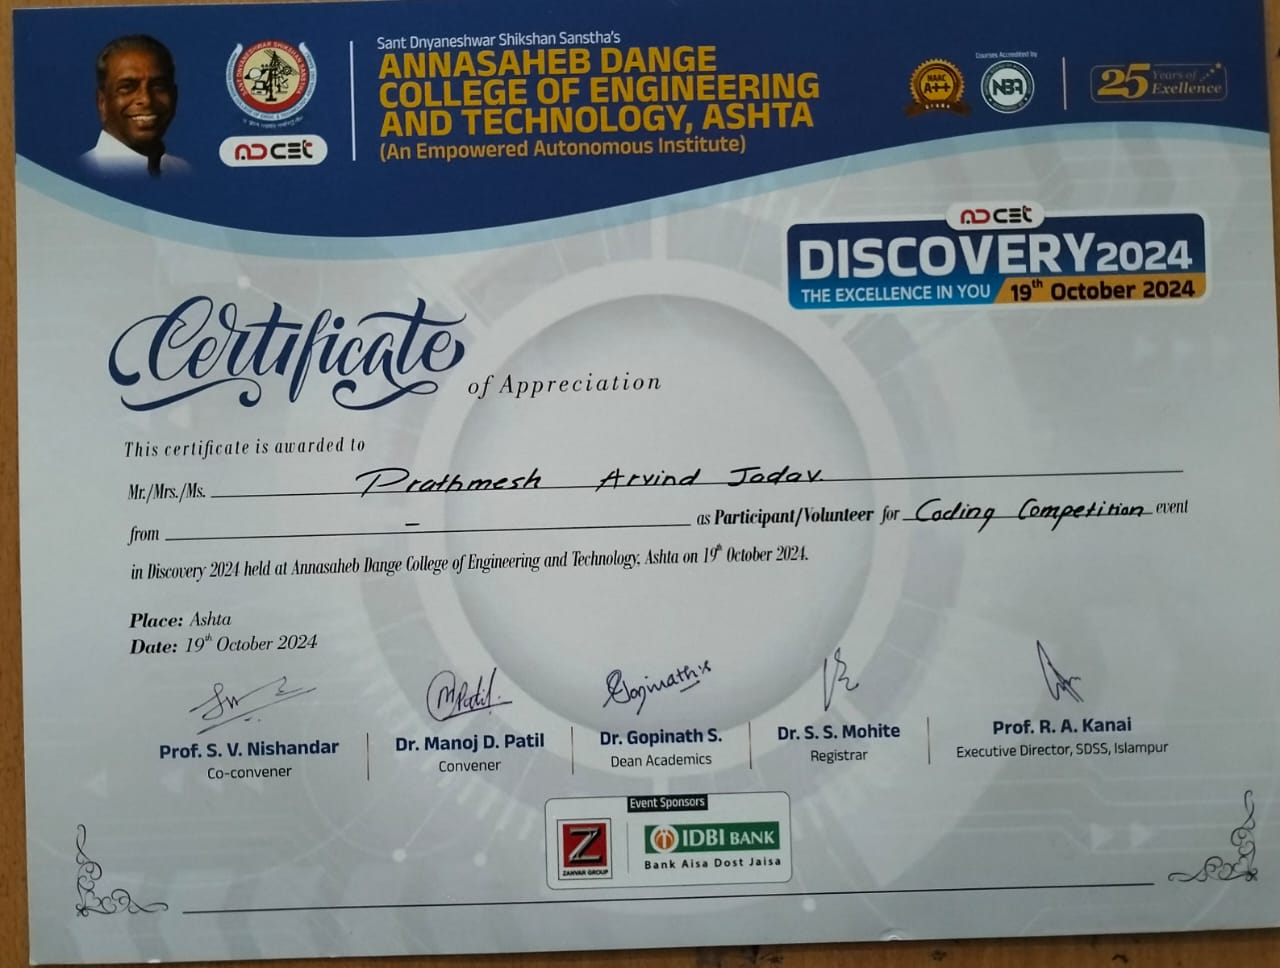 Sant Dnyaneshwar Shikshan Sanstha's
ANNASAHEB DANGE
COLLEGE OF ENGINEERING
AND TECHNOLOGY, ASHTA
(An Empowered Autonomous Institute)
ADCET
NAAC
A++
Courses Accredited by
NBA
25 Years of
Exellence
ADCET
DISCOVERY 2024
THE EXCELLENCE IN YOU 19th October 2024
Certificate
of Appreciation
This certificate is awarded to
Mr./Mrs./Ms. Prathmesh Arvind Jadav.
from - as Participant/Volunteer for Coding Competition event
in Discovery 2024 held at Annasaheb Dange College of Engineering and Technology, Ashta on 19th October 2024.
Place: Ashta
Date: 19th October 2024
MPatil
Gopinath's
Prof. S. V. Nishandar
Co-convener
Dr. Manoj D. Patil
Convener
Dr. Gopinath S.
Dean Academics
Dr. S. S. Mohite
Registrar
Prof. R. A. Kanai
Executive Director, SDSS, Islampur
Event Sponsors
Z
ZANVAR GROUP
IDBI BANK
Bank Aisa Dost Jaisa